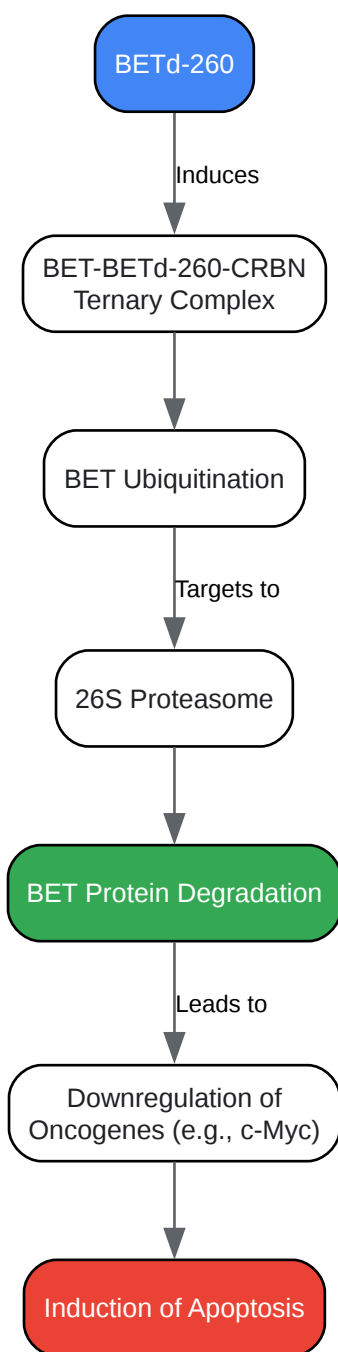 BETd-260
Induces
BET-BETd-260-CRBN
Ternary Complex
BET Ubiquitination
Targets to
26S Proteasome
BET Protein Degradation
Leads to
Downregulation of
Oncogenes (e.g., c-Myc)
Induction of Apoptosis